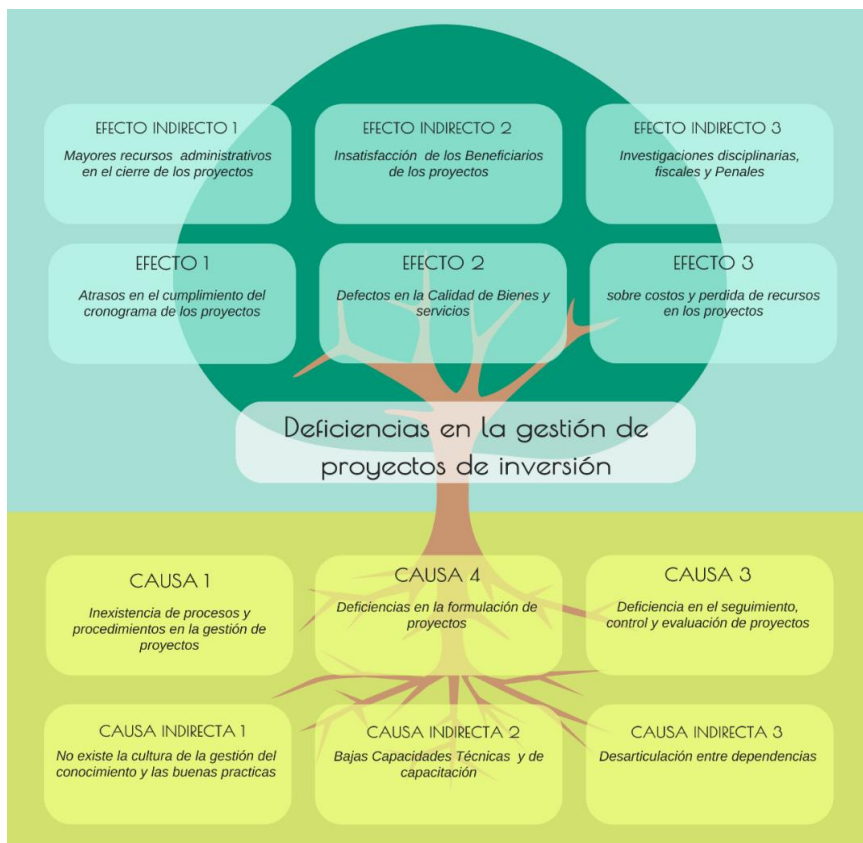 EFECTO INDIRECTO 1
Mayores recursos administrativos
en el cierre de los proyectos
EFECTO INDIRECTO 2
Insatisfacción de los Beneficiarios
de los proyectos
EFECTO INDIRECTO 3
Investigaciones disciplinarias,
fiscales y Penales
EFECTO 1
Atrasos en el cumplimiento del
cronograma de los proyectos
EFECTO 2
Defectos en la Calidad de Bienes y
servicios
EFECTO 3
sobre costos y perdida de recursos
en los proyectos
Deficiencias en la gestión de
proyectos de inversión
CAUSA 1
Inexistencia de procesos y
procedimientos en la gestión de
proyectos
CAUSA 4
Deficiencias en la formulación de
proyectos
CAUSA 3
Deficiencia en el seguimiento,
control y evaluación de proyectos
CAUSA INDIRECTA 1
No existe la cultura de la gestión del
conocimiento y las buenas practicas
CAUSA INDIRECTA 2
Bajas Capacidades Técnicas y de
capacitación
CAUSA INDIRECTA 3
Desarticulación entre dependencias